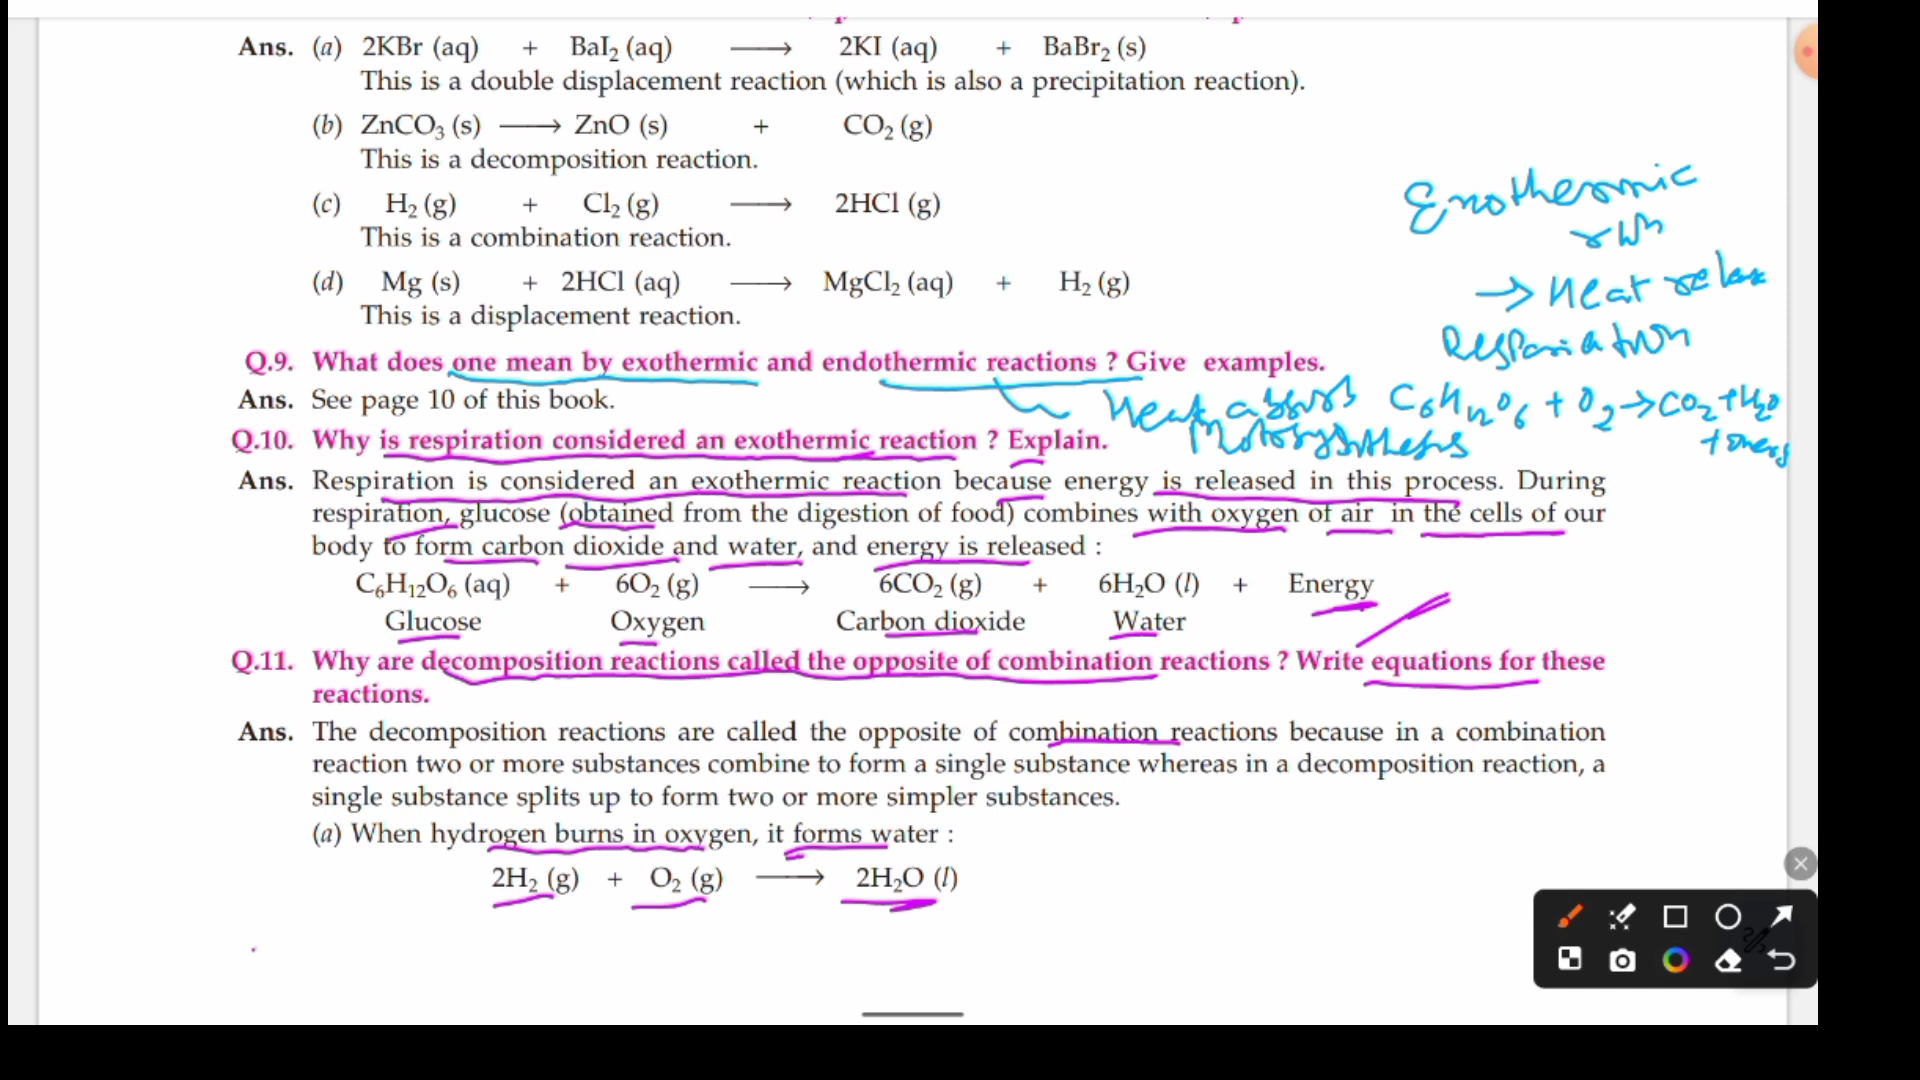 Ans. (a) 2KBr (aq) + BaI₂ (aq) ⟶ 2KI (aq) + BaBr₂ (s)
This is a double displacement reaction (which is also a precipitation reaction).
(b) ZnCO₃ (s) ⟶ ZnO (s) + CO₂ (g)
This is a decomposition reaction.
(c) H₂ (g) + Cl₂ (g) ⟶ 2HCl (g)
This is a combination reaction.
(d) Mg (s) + 2HCl (aq) ⟶ MgCl₂ (aq) + H₂ (g)
This is a displacement reaction.
Exothermic
rxn
→ Heat
Q.9. What does one mean by exothermic and endothermic reactions ? Give examples.
Ans. See page 10 of this book.
Heat
C₆H₁₂O₆ + O₂ → CO₂ + H₂O
Q.10. Why is respiration considered an exothermic reaction ? Explain.
Ans. Respiration is considered an exothermic reaction because energy is released in this process. During
respiration, glucose (obtained from the digestion of food) combines with oxygen of air in the cells of our
body to form carbon dioxide and water, and energy is released :
C₆H₁₂O₆ (aq) + 6O₂ (g) ⟶ 6CO₂ (g) + 6H₂O (l) + Energy
Glucose Oxygen Carbon dioxide Water
Q.11. Why are decomposition reactions called the opposite of combination reactions ? Write equations for these
reactions.
Ans. The decomposition reactions are called the opposite of combination reactions because in a combination
reaction two or more substances combine to form a single substance whereas in a decomposition reaction, a
single substance splits up to form two or more simpler substances.
(a) When hydrogen burns in oxygen, it forms water :
2H₂ (g) + O₂ (g) ⟶ 2H₂O (l)